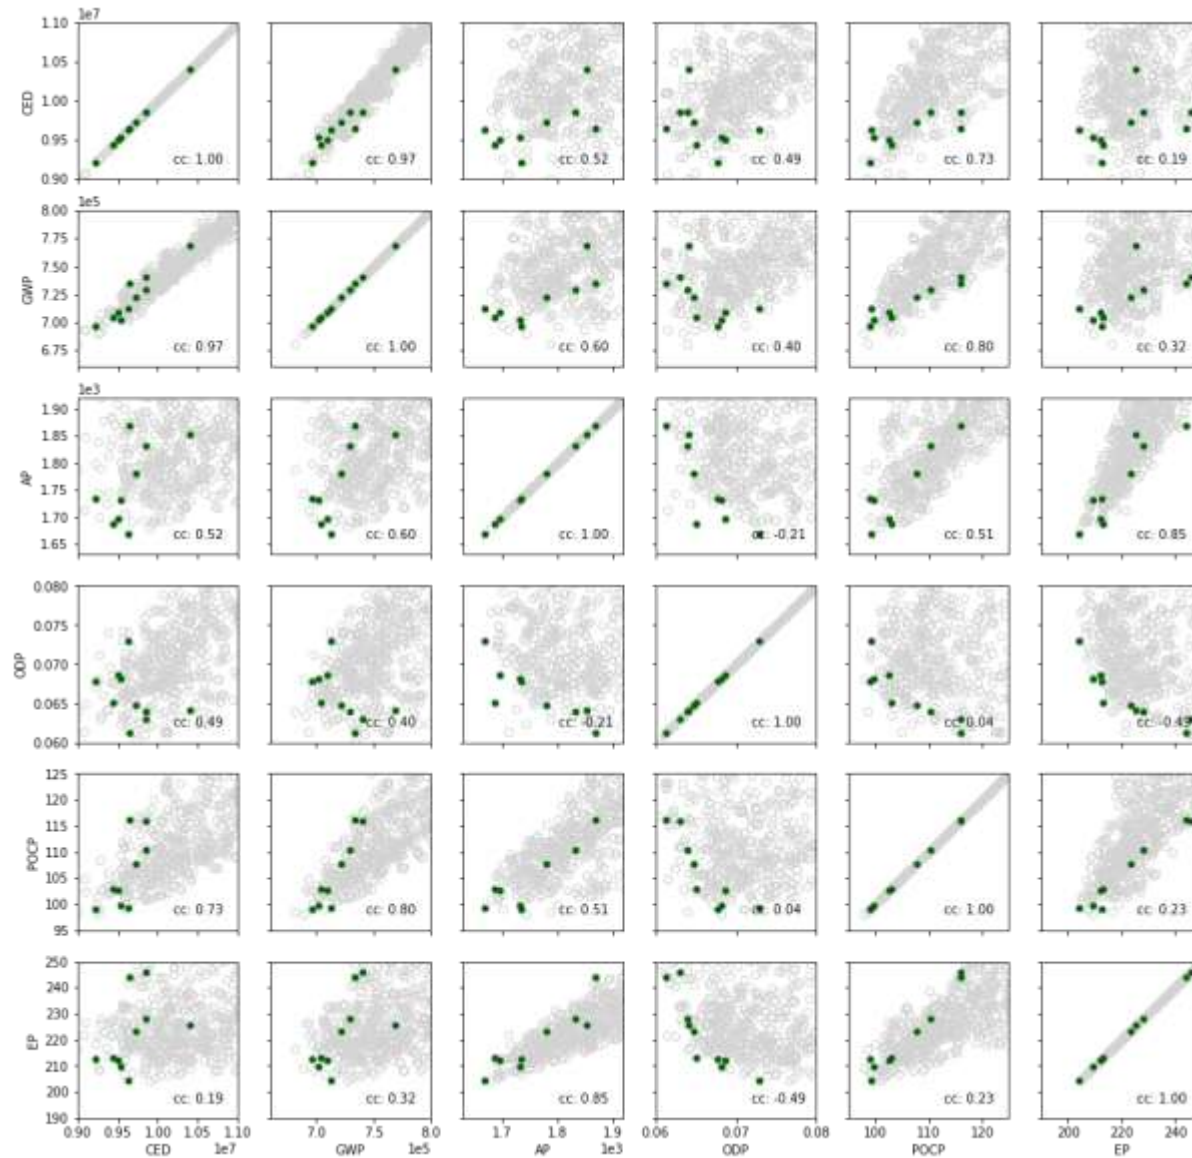 1e7
1.10
1.05
1.00
0.95
0.90
CED
cc: 1.00
cc: 0.97
cc: 0.52
cc: 0.49
cc: 0.73
cc: 0.19
1e5
8.00
7.75
7.50
7.25
7.00
6.75
GWP
cc: 0.97
cc: 1.00
cc: 0.60
cc: 0.40
cc: 0.80
cc: 0.32
1e3
1.90
1.85
1.80
1.75
1.70
1.65
AP
cc: 0.52
cc: 0.60
cc: 1.00
cc: -0.21
cc: 0.51
cc: 0.85
0.080
0.075
0.070
0.065
0.060
ODP
cc: 0.49
cc: 0.40
cc: -0.21
cc: 1.00
cc: 0.04
cc: -0.49
125
120
115
110
105
100
95
POCP
cc: 0.73
cc: 0.80
cc: 0.51
cc: 0.04
cc: 1.00
cc: 0.23
250
240
230
220
210
200
190
EP
cc: 0.19
cc: 0.32
cc: 0.85
cc: -0.49
cc: 0.23
cc: 1.00
0.90 0.95 1.00 1.05 1.10 7.0 7.5 8.0 1.7 1.8 1.9 0.06 0.07 0.08 100 120 200 220 240
CED 1e7 GWP 1e5 AP 1e3 ODP POCP EP